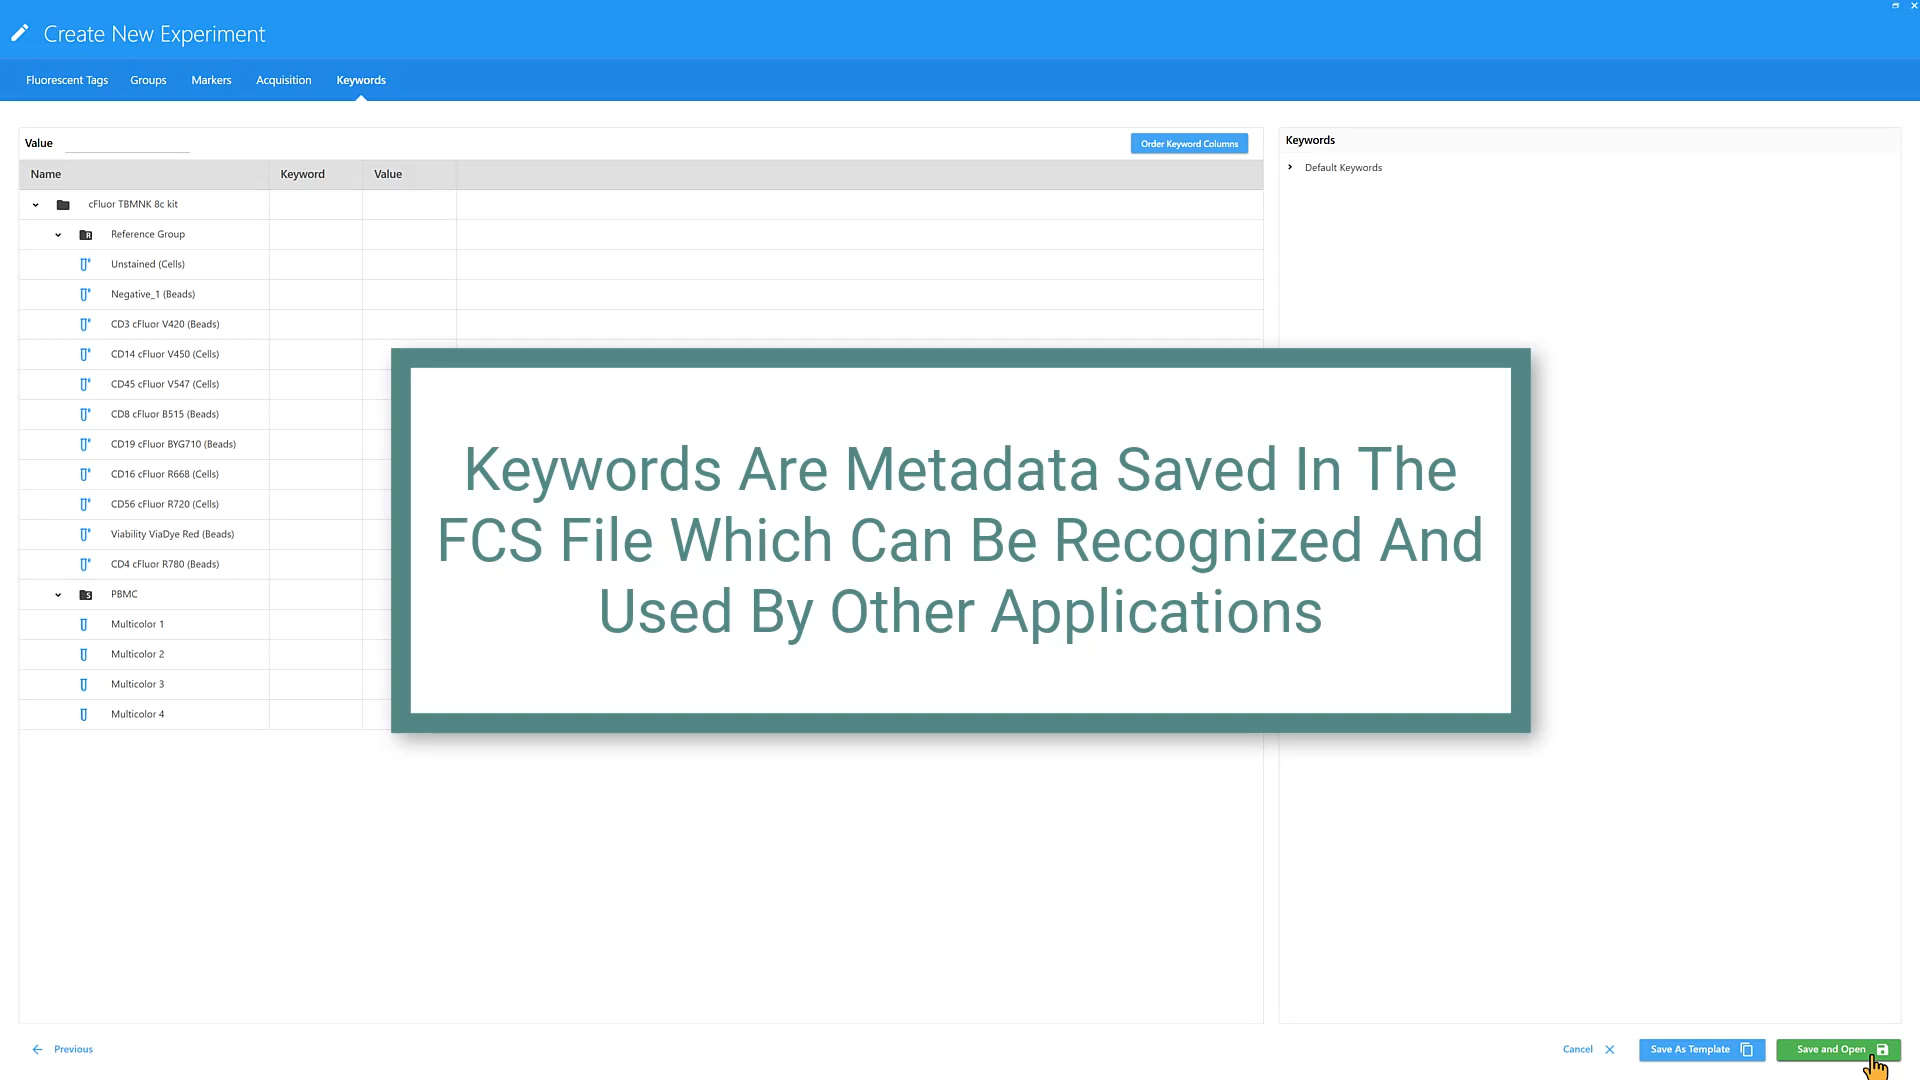 Create New Experiment
Fluorescent Tags Groups Markers Acquisition Keywords
Value
Order Keyword Columns
Keywords
Default Keywords
Name Keyword Value
cFluor TBMNK 8c kit
Reference Group
Unstained (Cells)
Negative_1 (Beads)
CD3 cFluor V420 (Beads)
CD14 cFluor V450 (Cells)
CD45 cFluor V547 (Cells)
CD8 cFluor B515 (Beads)
CD19 cFluor BYG710 (Beads)
CD16 cFluor R668 (Cells)
CD56 cFluor R720 (Cells)
Viability ViaDye Red (Beads)
CD4 cFluor R780 (Beads)
PBMC
Multicolor 1
Multicolor 2
Multicolor 3
Multicolor 4
Keywords Are Metadata Saved In The
FCS File Which Can Be Recognized And
Used By Other Applications
Previous
Cancel
Save As Template
Save and Open